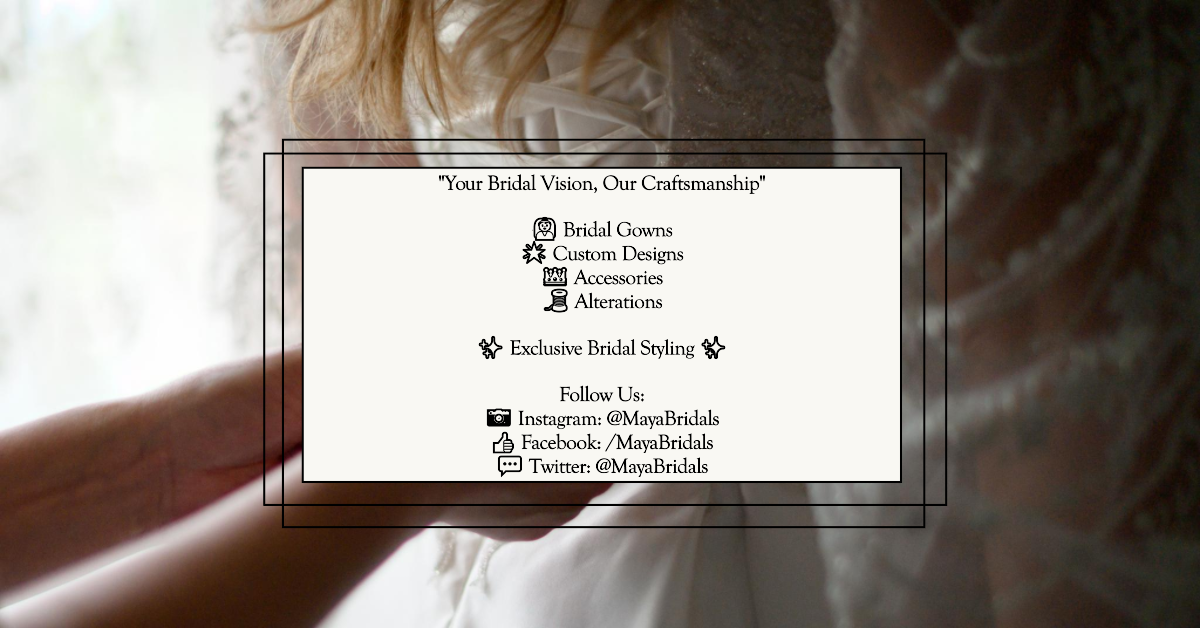 "Your Bridal Vision, Our Craftsmanship"
Bridal Gowns
Custom Designs
Accessories
Alterations
Exclusive Bridal Styling
Follow Us:
Instagram: @MayaBridals
Facebook: /MayaBridals
Twitter: @MayaBridals